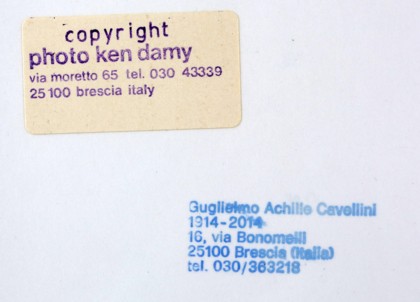 copyright
photo ken damy
via moretto 65 tel. 030 43339
25100 brescia italy
Guglielmo Achille Cavellini
1914-2014
16, via Bonomelli
25100 Brescia (Italia)
tel. 030/363218